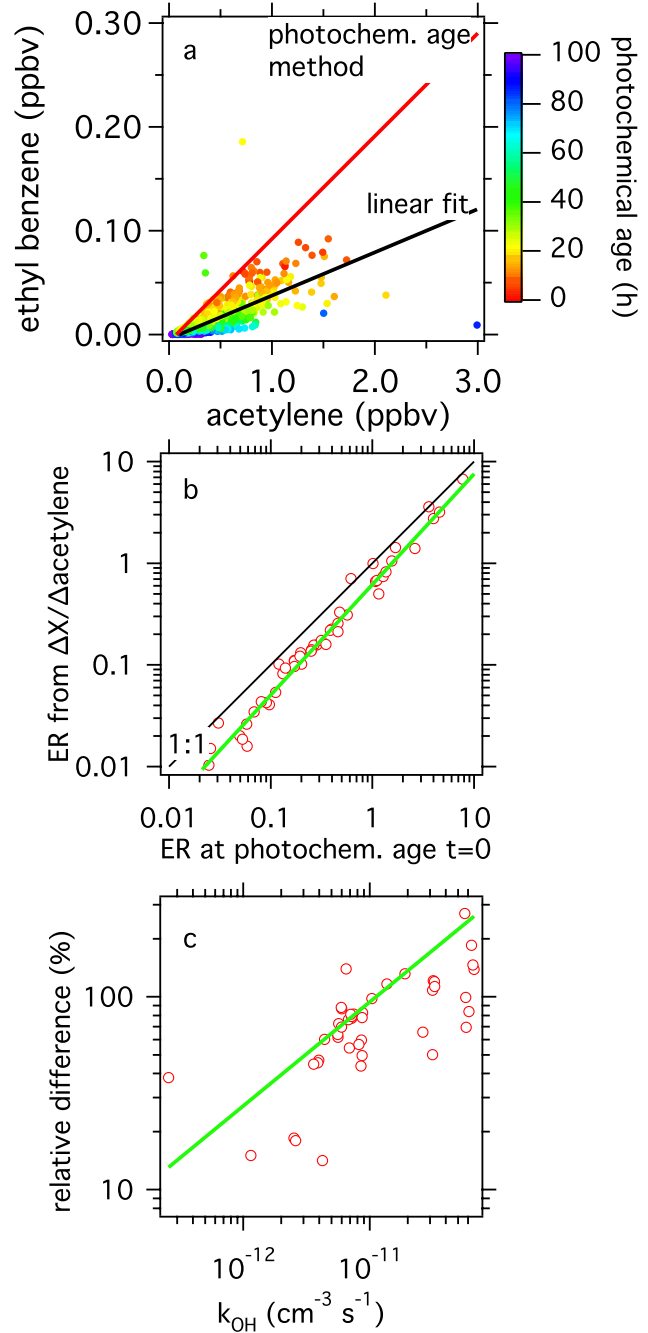 a
photochem. age
method
linear fit
ethyl benzene (ppbv)
0.30
0.20
0.10
0.00
0.0
1.0
2.0
3.0
acetylene (ppbv)
100
80
60
40
20
0
photochemical age (h)
b
1:1
ER from ΔX/Δacetylene
10
1
0.1
0.01
0.01
0.1
1
10
ER at photochem. age t=0
c
relative difference (%)
100
10
10⁻¹²
10⁻¹¹
k_OH (cm⁻³ s⁻¹)